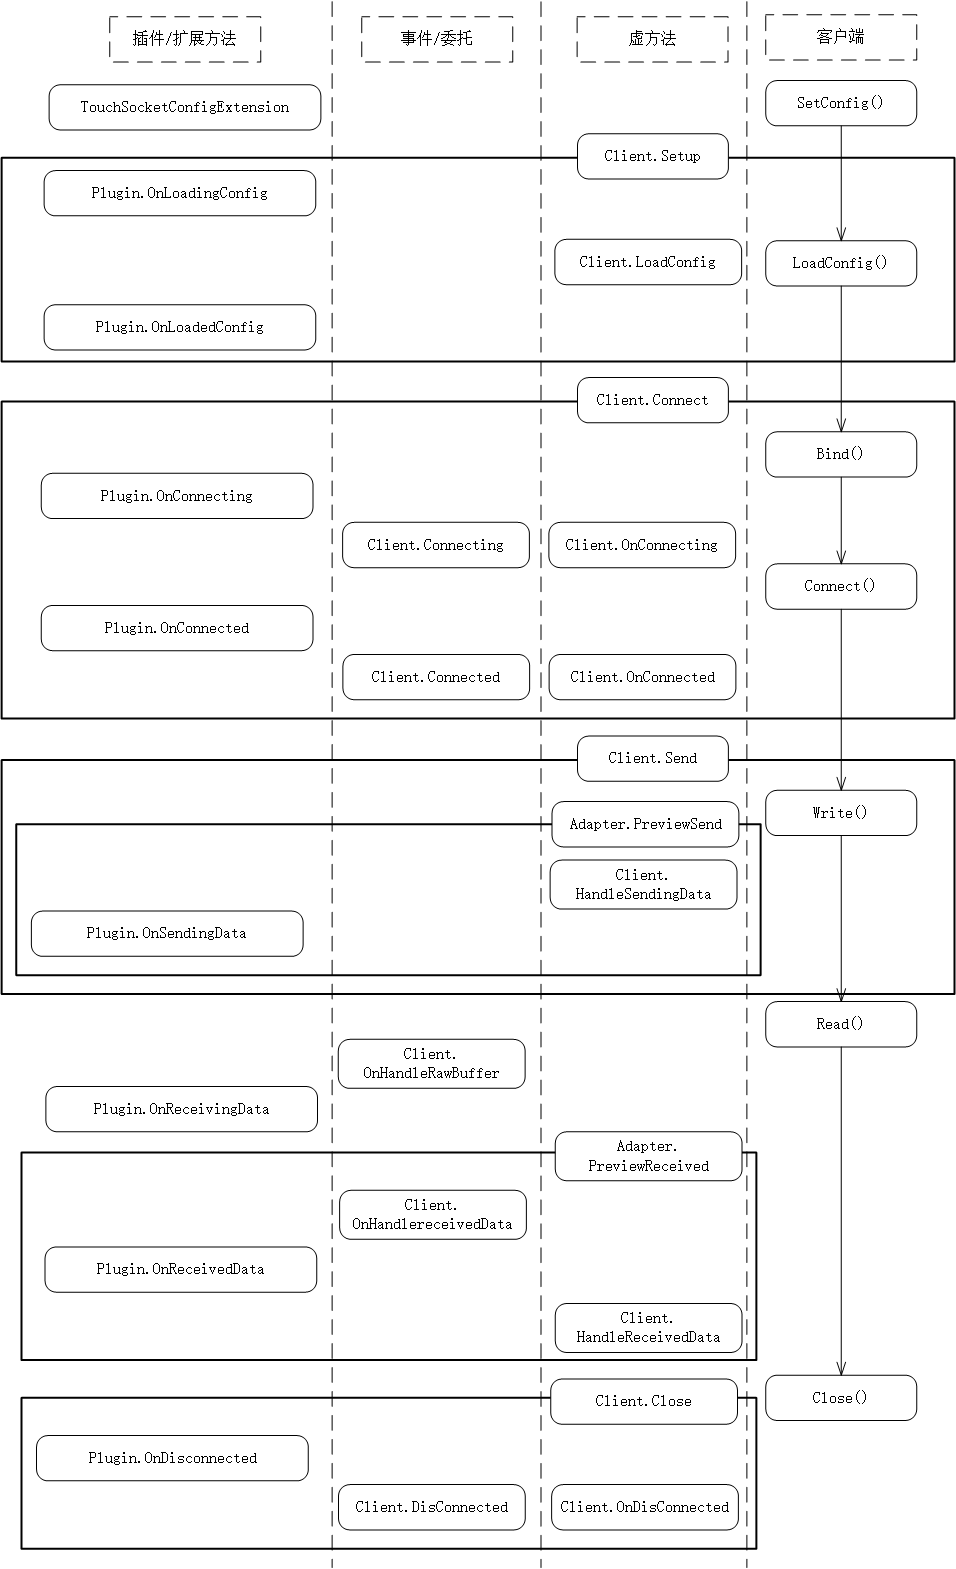 插件/扩展方法
事件/委托
虚方法
客户端
TouchSocketConfigExtension
SetConfig()
Client.Setup
Plugin.OnLoadingConfig
Client.LoadConfig
LoadConfig()
Plugin.OnLoadedConfig
Client.Connect
Bind()
Plugin.OnConnecting
Client.Connecting
Client.OnConnecting
Connect()
Plugin.OnConnected
Client.Connected
Client.OnConnected
Client.Send
Write()
Adapter.PreviewSend
Client.
HandleSendingData
Plugin.OnSendingData
Read()
Client.
OnHandleRawBuffer
Plugin.OnReceivingData
Adapter.
PreviewReceived
Client.
OnHandlereceivedData
Plugin.OnReceivedData
Client.
HandleReceivedData
Close()
Client.Close
Plugin.OnDisconnected
Client.DisConnected
Client.OnDisConnected